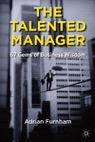 THE TALENTED
MANAGER
67 Gems of Business Wisdom
Adrian Furnham